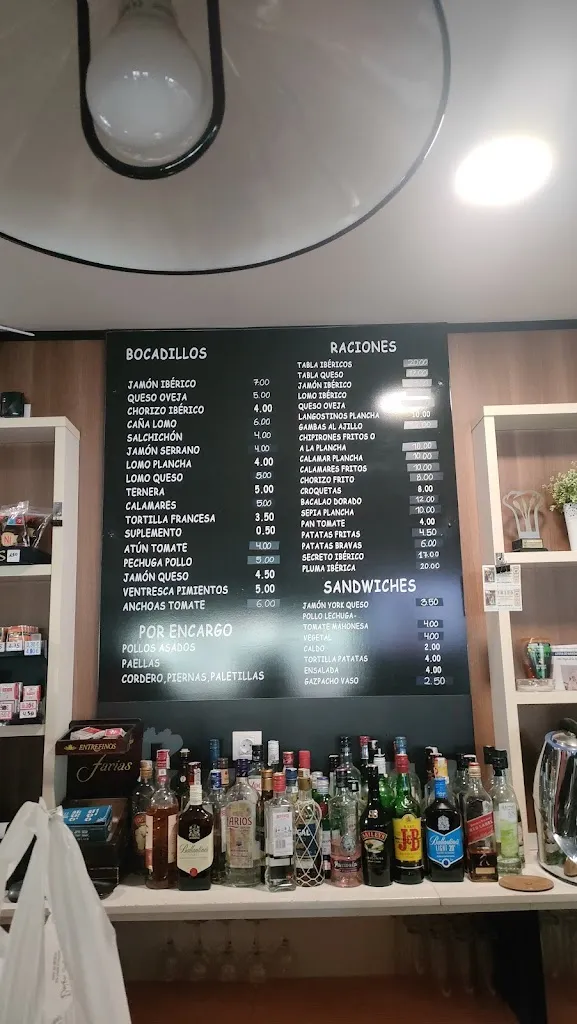 BOCADILLOS
JAMÓN IBÉRICO 7.00
QUESO OVEJA 5.00
CHORIZO IBÉRICO 4.00
CAÑA LOMO 6.00
SALCHICHÓN 4.00
JAMÓN SERRANO 4.00
LOMO PLANCHA 4.00
LOMO QUESO 5.00
TERNERA 5.00
CALAMARES 5.00
TORTILLA FRANCESA 3.50
SUPLEMENTO 0.50
ATÚN TOMATE 4.00
PECHUGA POLLO 5.00
JAMÓN QUESO 4.50
VENTRESCA PIMIENTOS 5.00
ANCHOAS TOMATE 6.00
POR ENCARGO
POLLOS ASADOS
PAELLAS
CORDERO,PIERNAS,PALETILLAS
RACIONES
TABLA IBÉRICOS 20.00
TABLA QUESO
JAMÓN IBÉRICO
LOMO IBÉRICO
QUESO OVEJA
LANGOSTINOS PLANCHA 10.00
GAMBAS AL AJILLO
CHIPIRONES FRITOS O
A LA PLANCHA 10.00
CALAMAR PLANCHA 10.00
CALAMARES FRITOS 10.00
CHORIZO FRITO 8.00
CROQUETAS 8.00
BACALAO DORADO 12.00
SEPIA PLANCHA 10.00
PAN TOMATE 4.00
PATATAS FRITAS 4.50
PATATAS BRAVAS 6.00
SECRETO IBÉRICO 17.00
PLUMA IBÉRICA 20.00
SANDWICHES
JAMÓN YORK QUESO 3.50
POLLO LECHUGA-
TOMATE MAHONESA 4.00
VEGETAL 4.00
CALDO 2.00
TORTILLA PATATAS 4.00
ENSALADA 4.00
GAZPACHO VASO 2.50
ENTREFINOS
Farias
Ballantine's
LARIOS
BAILEYS
J&B
Ballantine's
LIGHT